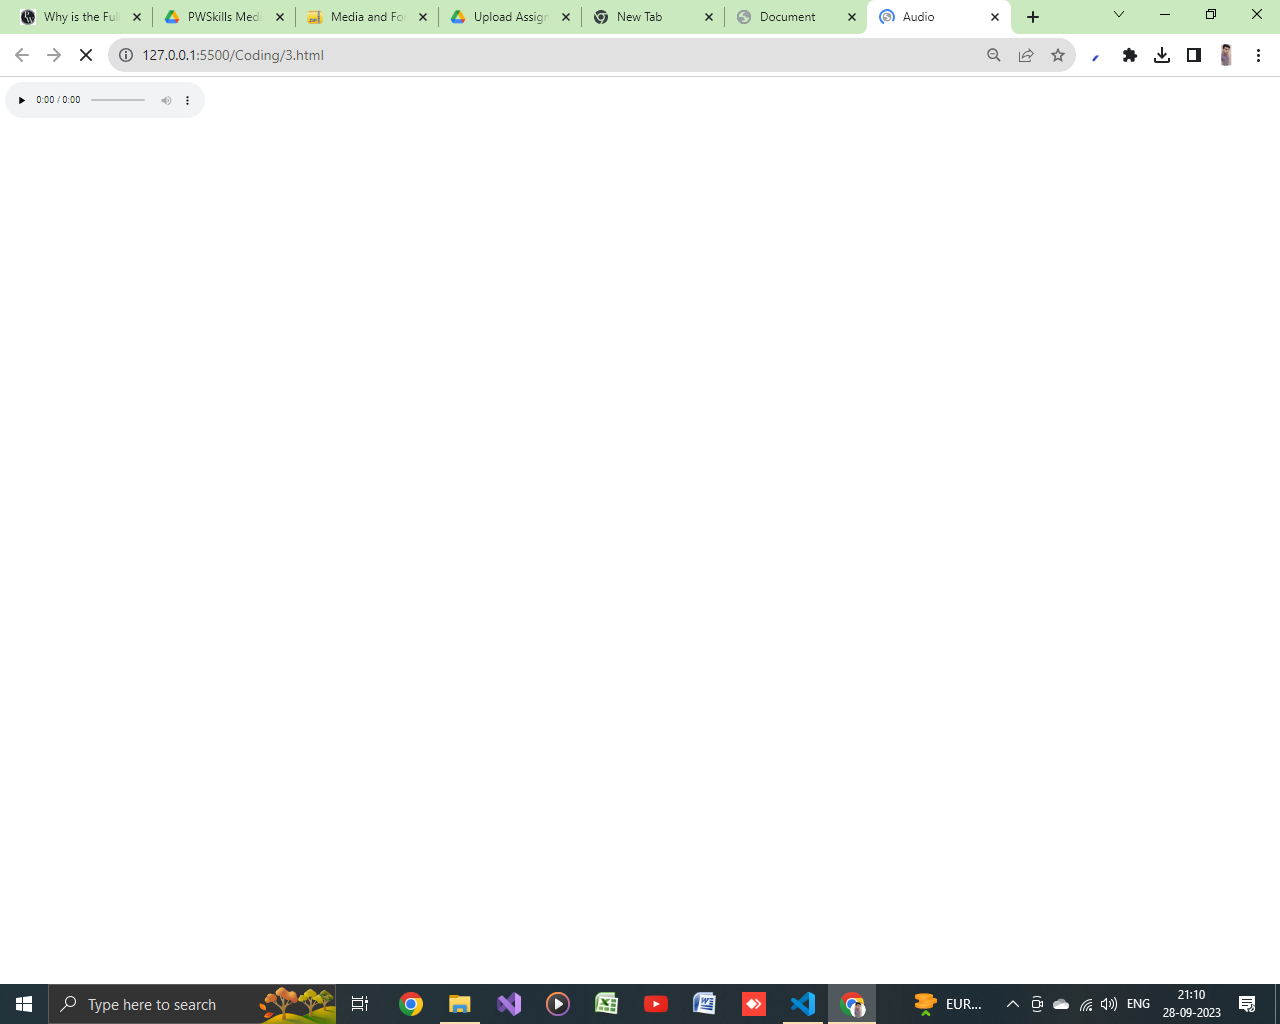 Why is the Ful
PWSkills Medi
Media and For
Upload Assign
New Tab
Document
Audio
127.0.0.1:5500/Coding/3.html
0:00 / 0:00
Type here to search
EUR...
ENG
21:10
28-09-2023